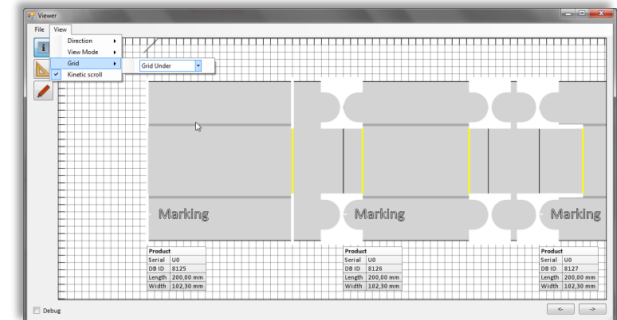 Viewer
File View
Direction
View Mode
Grid
Grid Under
Kinetic scroll
Marking Marking Marking
Product Product Product
Serial U0 Serial U0 Serial U0
DB ID 8125 DB ID 8126 DB ID 8127
Length 200,00 mm Length 200,00 mm Length 200,00 mm
Width 102,30 mm Width 102,30 mm Width 102,30 mm
Debug <- ->